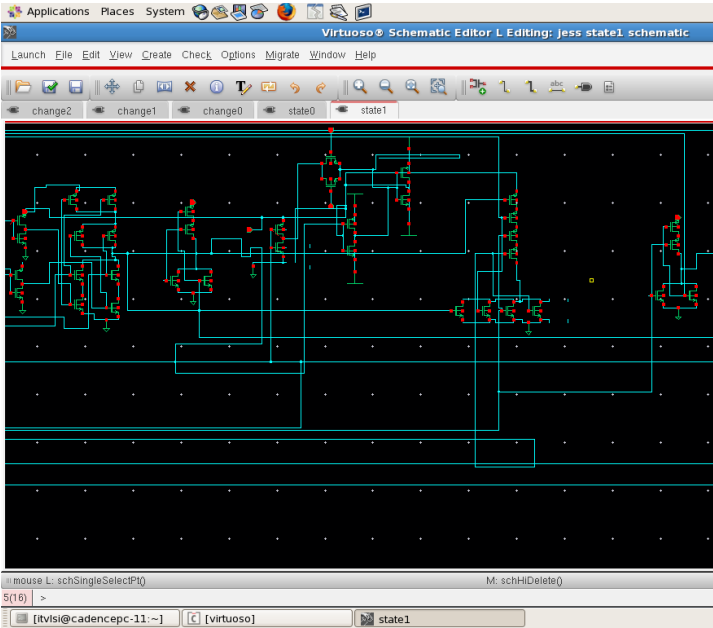 Applications Places System
Virtuoso® Schematic Editor L Editing: jess state1 schematic
Launch File Edit View Create Check Options Migrate Window Help
abc
change2 change1 change0 state0 state1
mouse L: schSingleSelectPt() M: schHiDelete()
5(16) >
[itvlsi@cadencepc-11:~] [virtuoso] state1